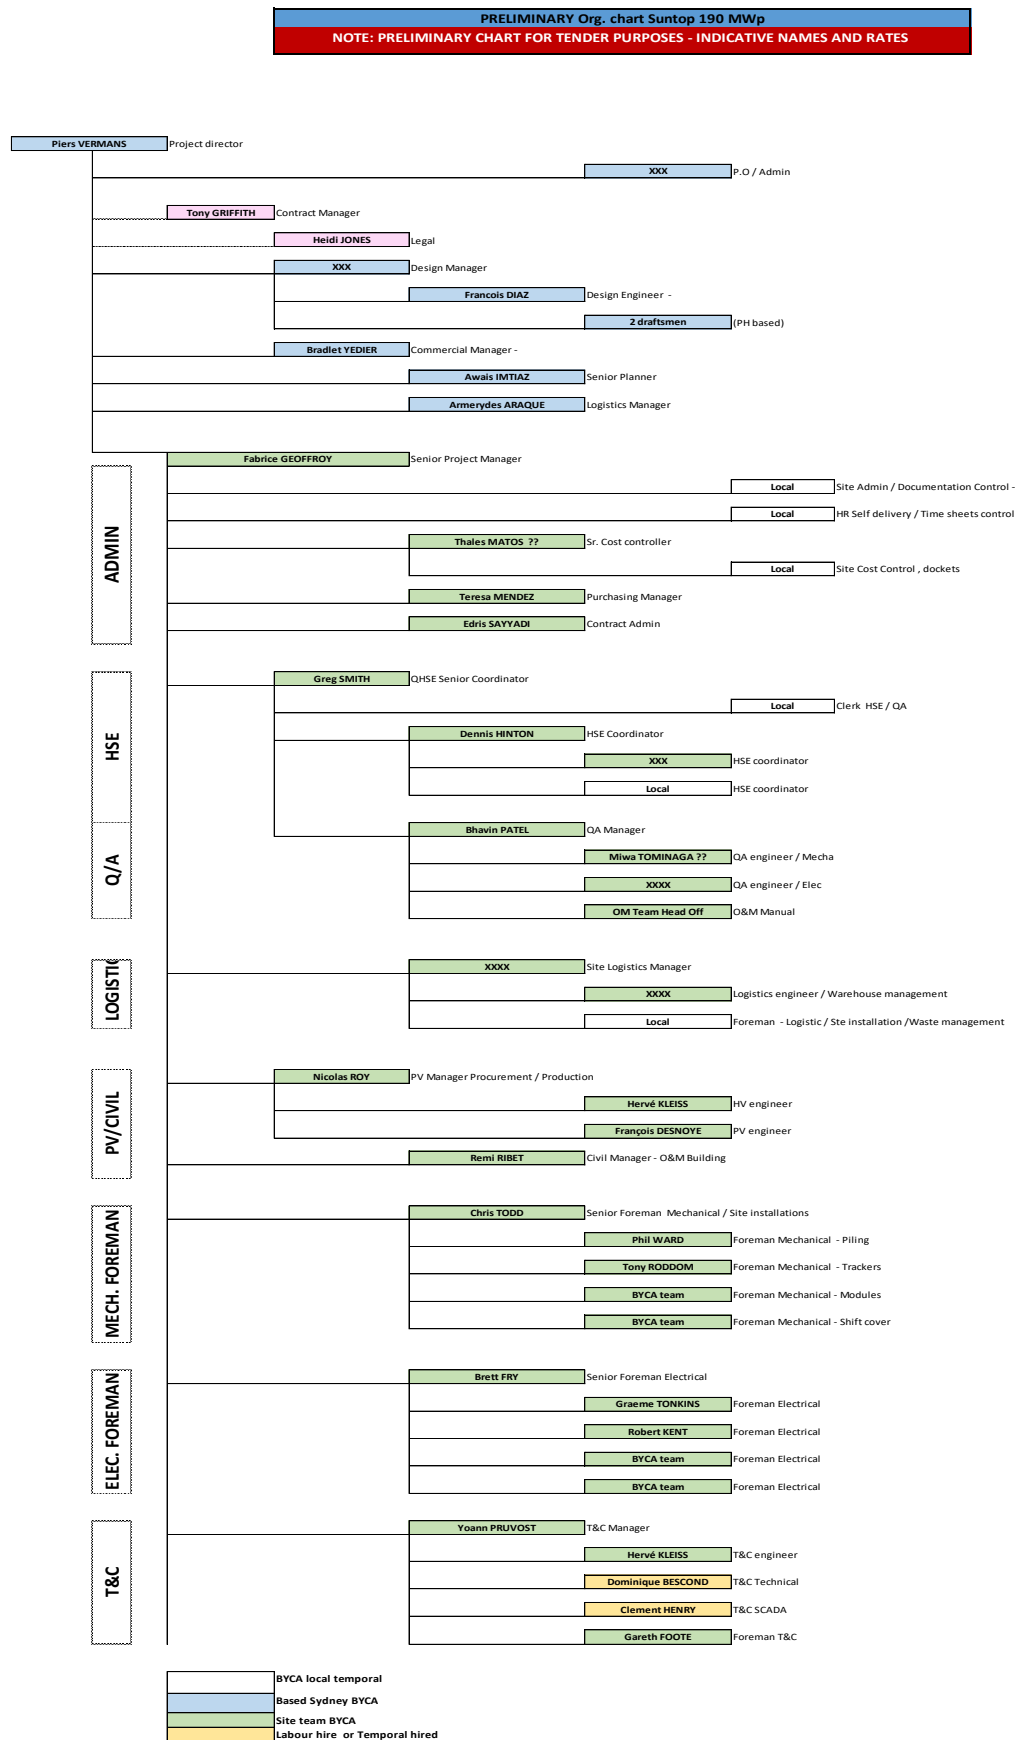 PRELIMINARY Org. chart Suntop 190 MWp
NOTE: PRELIMINARY CHART FOR TENDER PURPOSES - INDICATIVE NAMES AND RATES
Piers VERMANS Project director
XXX P.O / Admin
Tony GRIFFITH Contract Manager
Heidi JONES Legal
XXX Design Manager
Francois DIAZ Design Engineer -
2 draftsmen (PH based)
Bradlet YEDIER Commercial Manager -
Awais IMTIAZ Senior Planner
Armerydes ARAQUE Logistics Manager
Fabrice GEOFFROY Senior Project Manager
ADMIN
Local Site Admin / Documentation Control -
Local HR Self delivery / Time sheets control
Thales MATOS ?? Sr. Cost controller
Local Site Cost Control , dockets
Teresa MENDEZ Purchasing Manager
Edris SAYYADI Contract Admin
HSE
Greg SMITH QHSE Senior Coordinator
Local Clerk HSE / QA
Dennis HINTON HSE Coordinator
XXX HSE coordinator
Local HSE coordinator
Q/A
Bhavin PATEL QA Manager
Miwa TOMINAGA ?? QA engineer / Mecha
XXXX QA engineer / Elec
OM Team Head Off O&M Manual
LOGISTIC
XXXX Site Logistics Manager
XXXX Logistics engineer / Warehouse management
Local Foreman - Logistic / Ste installation /Waste management
PV/CIVIL
Nicolas ROY PV Manager Procurement / Production
Hervé KLEISS HV engineer
François DESNOYE PV engineer
Remi RIBET Civil Manager - O&M Building
MECH. FOREMAN
Chris TODD Senior Foreman Mechanical / Site installations
Phil WARD Foreman Mechanical - Piling
Tony RODDOM Foreman Mechanical - Trackers
BYCA team Foreman Mechanical - Modules
BYCA team Foreman Mechanical - Shift cover
ELEC. FOREMAN
Brett FRY Senior Foreman Electrical
Graeme TONKINS Foreman Electrical
Robert KENT Foreman Electrical
BYCA team Foreman Electrical
BYCA team Foreman Electrical
T&C
Yoann PRUVOST T&C Manager
Hervé KLEISS T&C engineer
Dominique BESCOND T&C Technical
Clement HENRY T&C SCADA
Gareth FOOTE Foreman T&C
BYCA local temporal
Based Sydney BYCA
Site team BYCA
Labour hire or Temporal hired